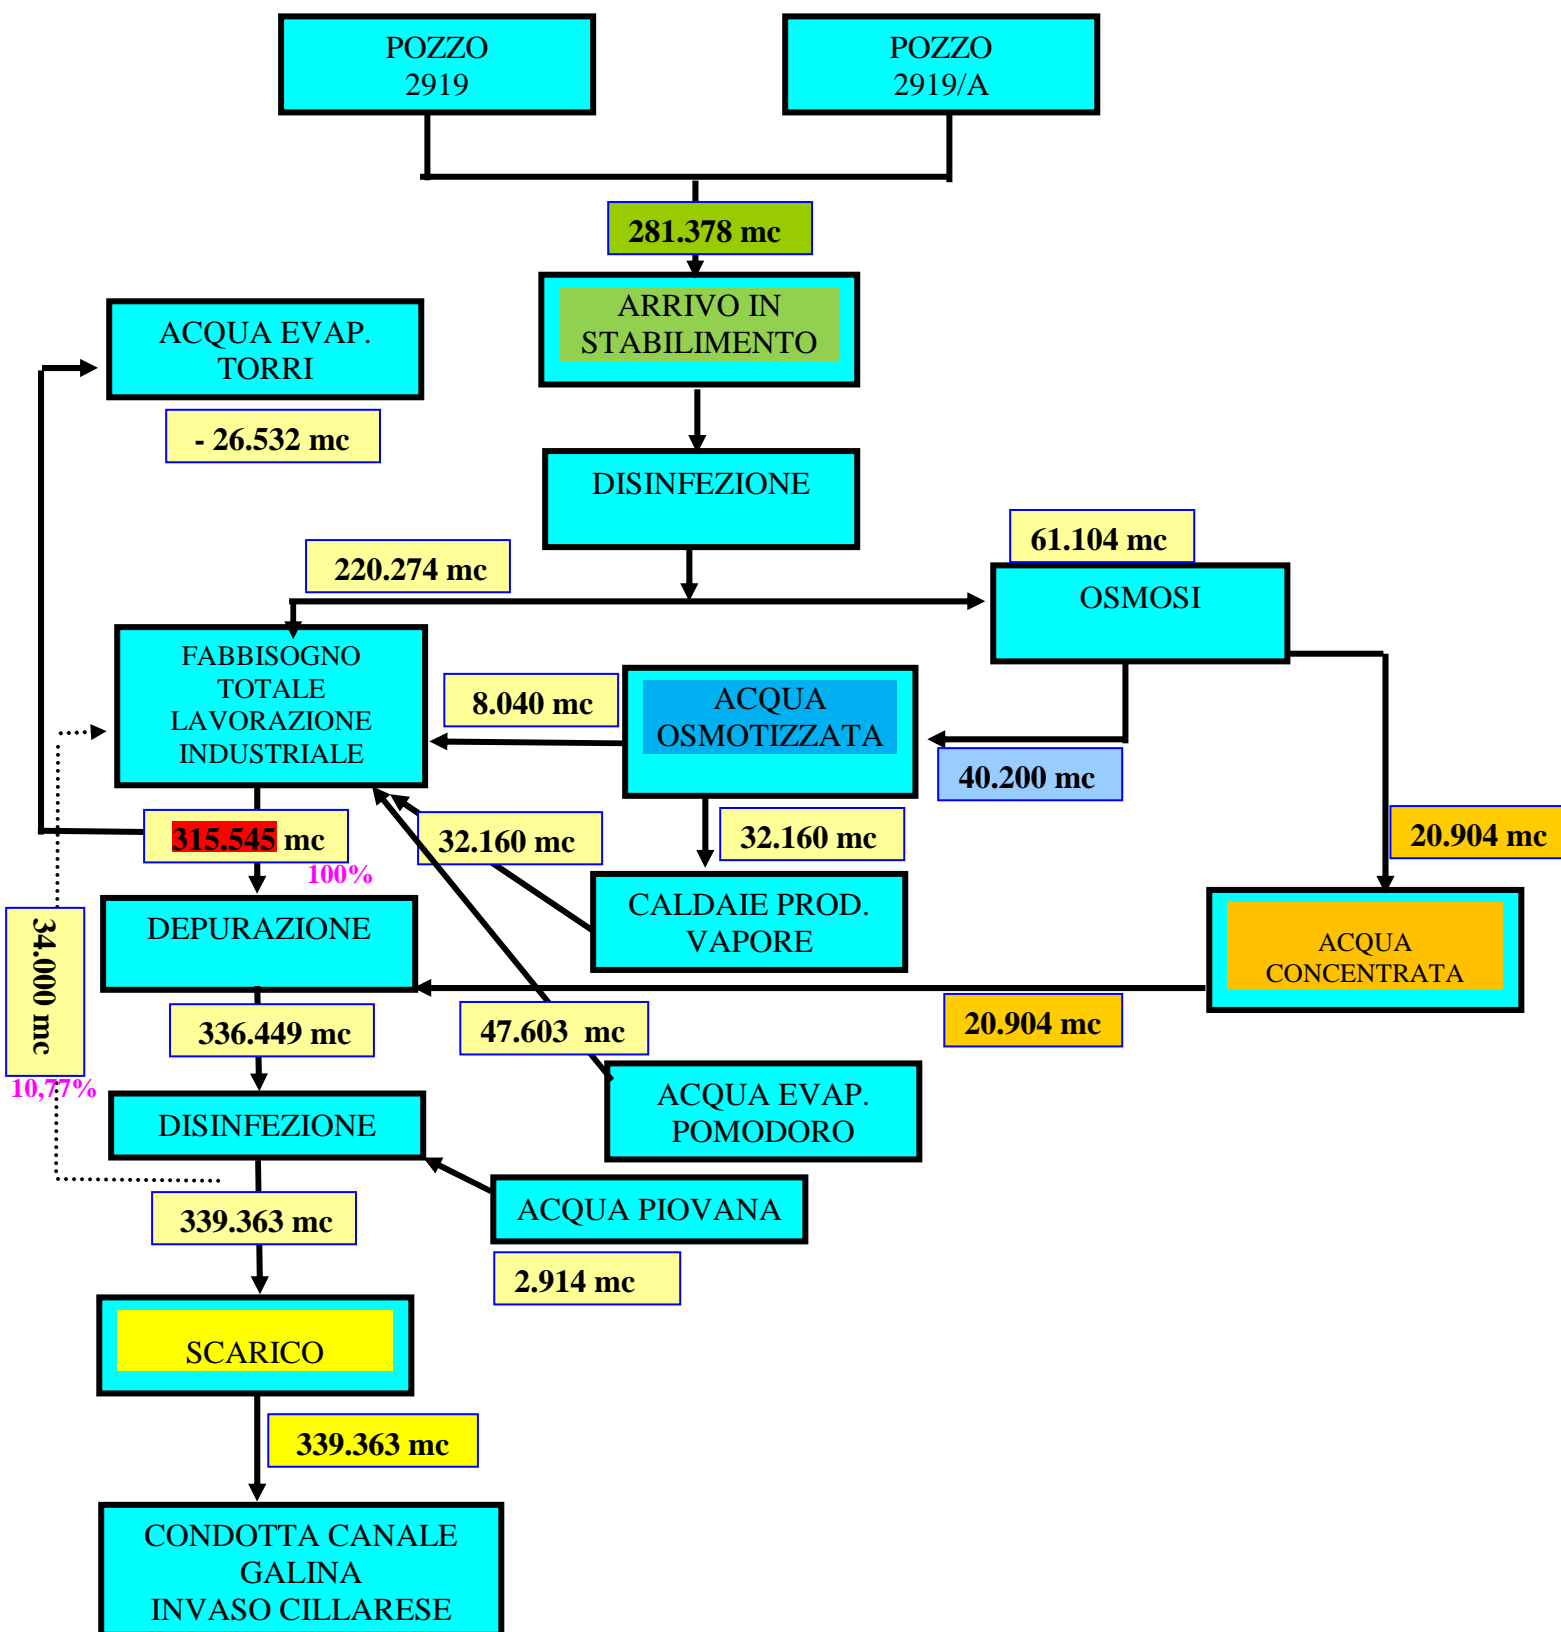 POZZO
2919
POZZO
2919/A
281.378 mc
ARRIVO IN
STABILIMENTO
ACQUA EVAP.
TORRI
- 26.532 mc
DISINFEZIONE
61.104 mc
220.274 mc
OSMOSI
FABBISOGNO
TOTALE
LAVORAZIONE
INDUSTRIALE
8.040 mc
ACQUA
OSMOTIZZATA
40.200 mc
315.545 mc
100%
32.160 mc
32.160 mc
20.904 mc
DEPURAZIONE
CALDAIE PROD.
VAPORE
ACQUA
CONCENTRATA
34.000 mc
10,77%
336.449 mc
47.603 mc
20.904 mc
DISINFEZIONE
ACQUA EVAP.
POMODORO
339.363 mc
ACQUA PIOVANA
2.914 mc
SCARICO
339.363 mc
CONDOTTA CANALE
GALINA
INVASO CILLARESE